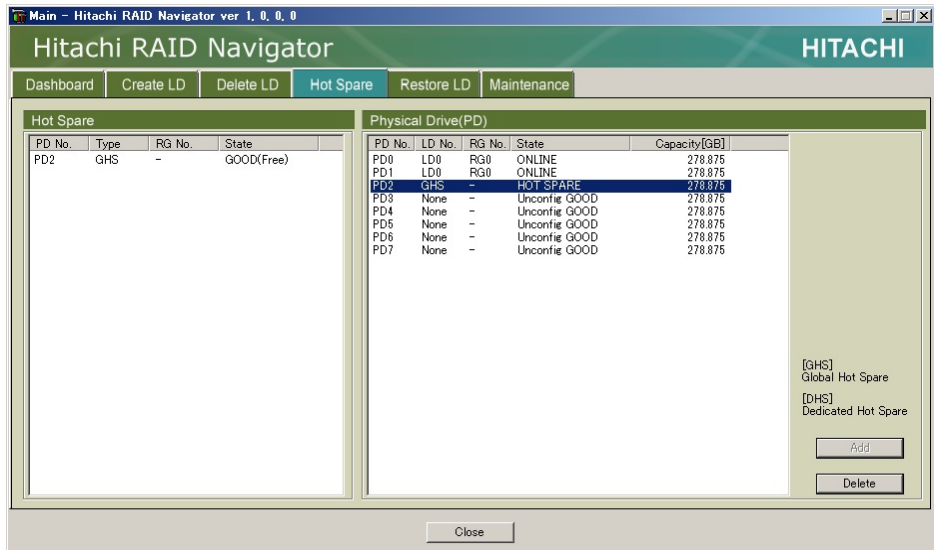 Main - Hitachi RAID Navigator ver 1. 0. 0. 0
Hitachi RAID Navigator
HITACHI
Dashboard Create LD Delete LD Hot Spare Restore LD Maintenance
Hot Spare
PD No. Type RG No. State
PD2 GHS - GOOD(Free)
Physical Drive(PD)
PD No. LD No. RG No. State Capacity[GB]
PD0 LD0 RG0 ONLINE 278.875
PD1 LD0 RG0 ONLINE 278.875
PD2 GHS - HOT SPARE 278.875
PD3 None - Unconfig GOOD 278.875
PD4 None - Unconfig GOOD 278.875
PD5 None - Unconfig GOOD 278.875
PD6 None - Unconfig GOOD 278.875
PD7 None - Unconfig GOOD 278.875
[GHS]
Global Hot Spare
[DHS]
Dedicated Hot Spare
Add
Delete
Close